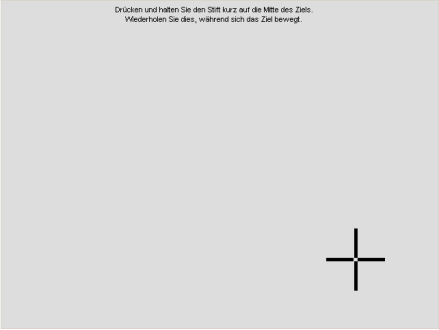 Drücken und halten Sie den Stift kurz auf die Mitte des Ziels.
Wiederholen Sie dies, während sich das Ziel bewegt.